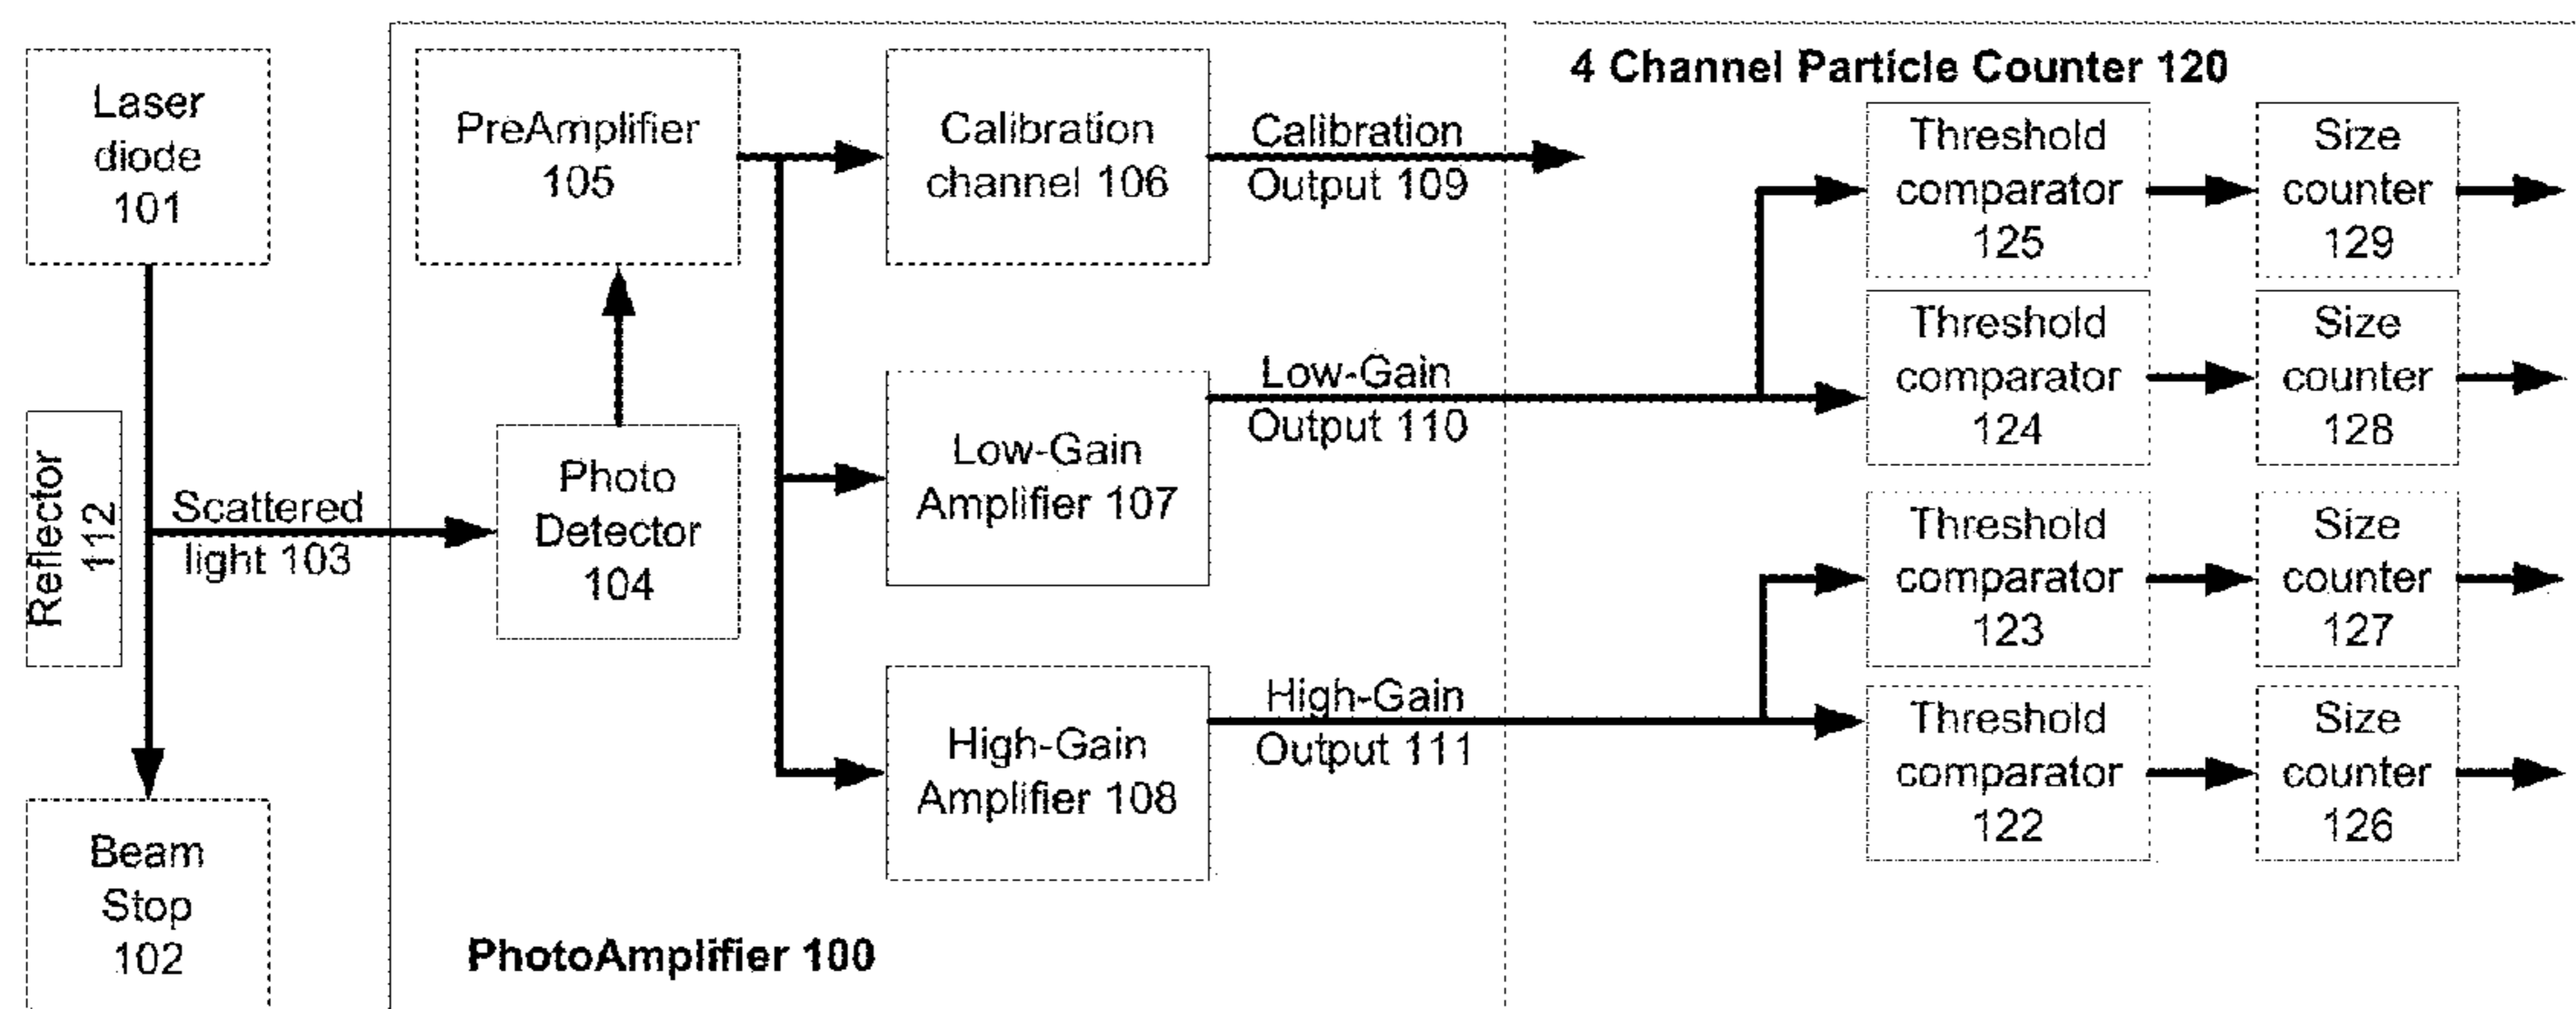 Laser
diode
101
Reflector
112
Scattered
light 103
Beam
Stop
102
PreAmplifier
105
Photo
Detector
104
Calibration
channel 106
Low-Gain
Amplifier 107
High-Gain
Amplifier 108
PhotoAmplifier 100
Calibration
Output 109
Low-Gain
Output 110
High-Gain
Output 111
4 Channel Particle Counter 120
Threshold
comparator
125
Size
counter
129
Threshold
comparator
124
Size
counter
128
Threshold
comparator
123
Size
counter
127
Threshold
comparator
122
Size
counter
126